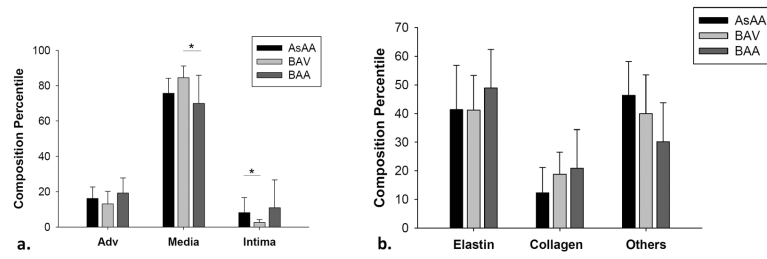 AsAA
BAV
BAA
100
80
60
40
20
0
Composition Percentile
*
*
Adv Media Intima
a.
AsAA
BAV
BAA
70
60
50
40
30
20
10
0
Composition Percentile
Elastin Collagen Others
b.